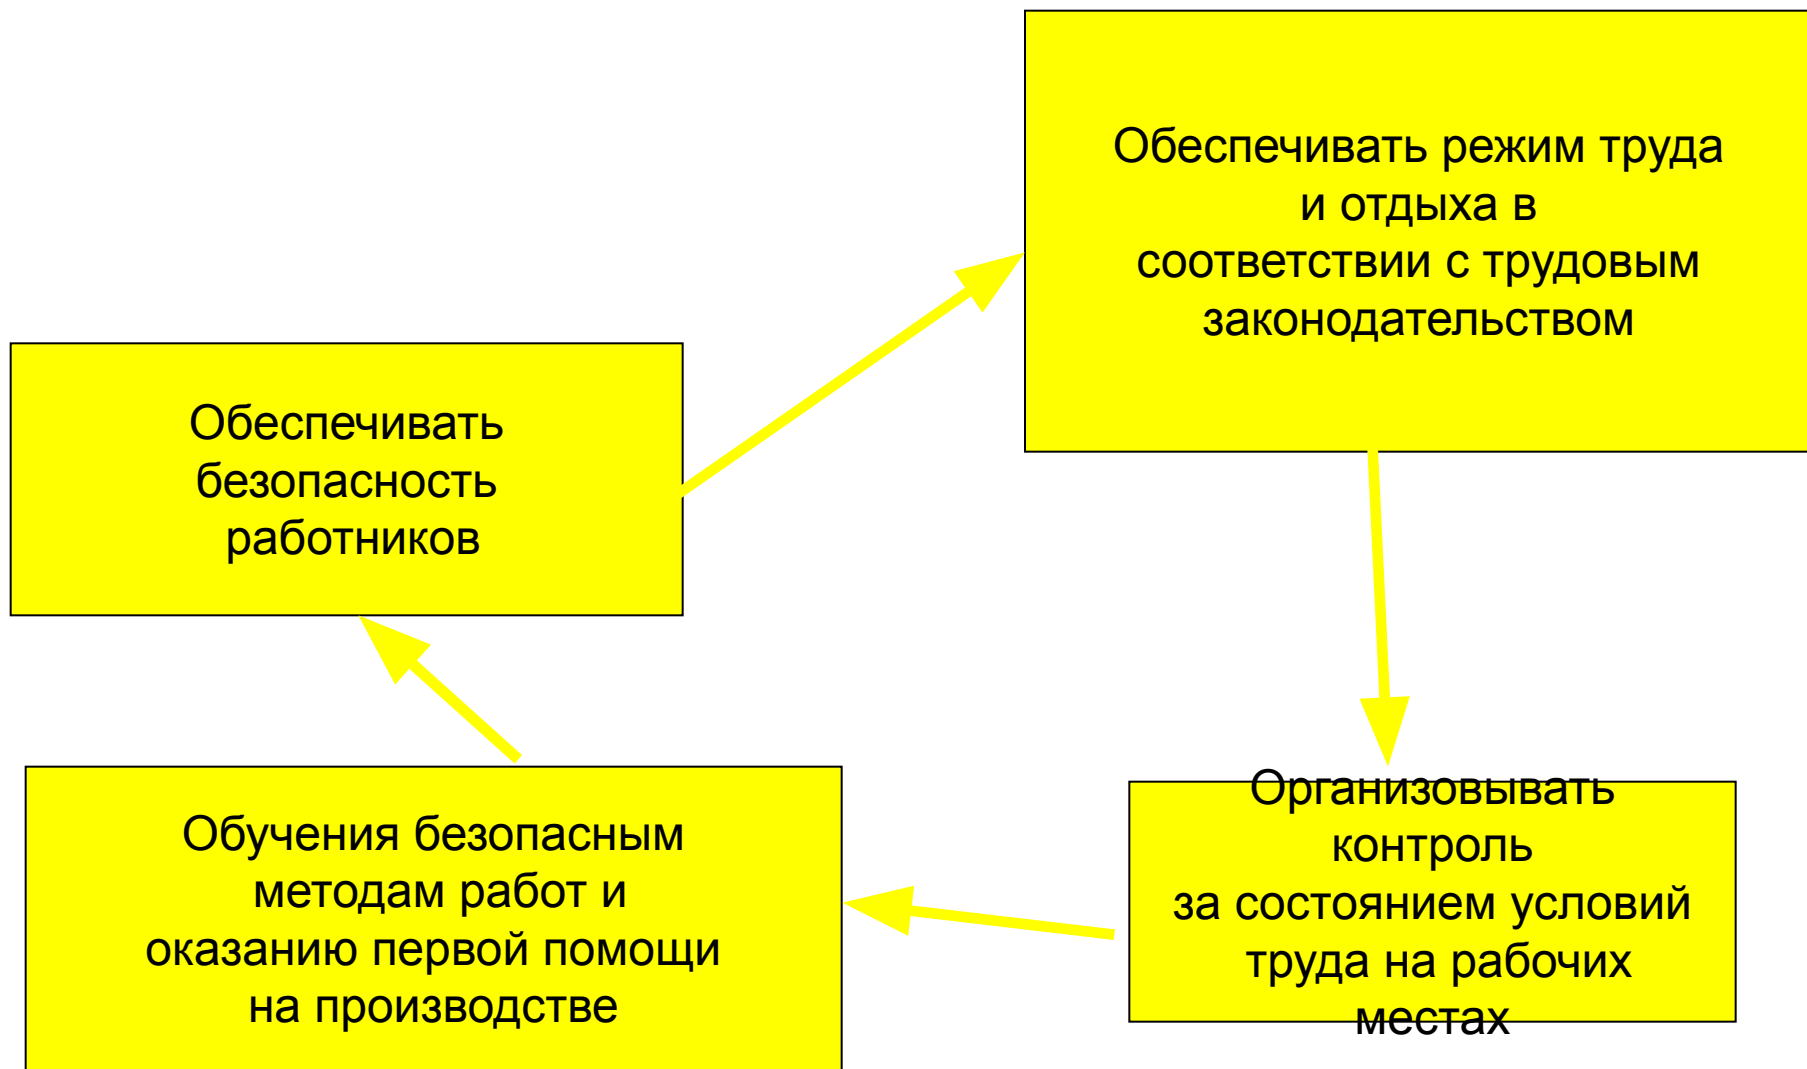 Обеспечивать режим труда
и отдыха в
соответствии с трудовым
законодательством
Обеспечивать
безопасность
работников
Организовывать
контроль
за состоянием условий
труда на рабочих
местах
Обучения безопасным
методам работ и
оказанию первой помощи
на производстве